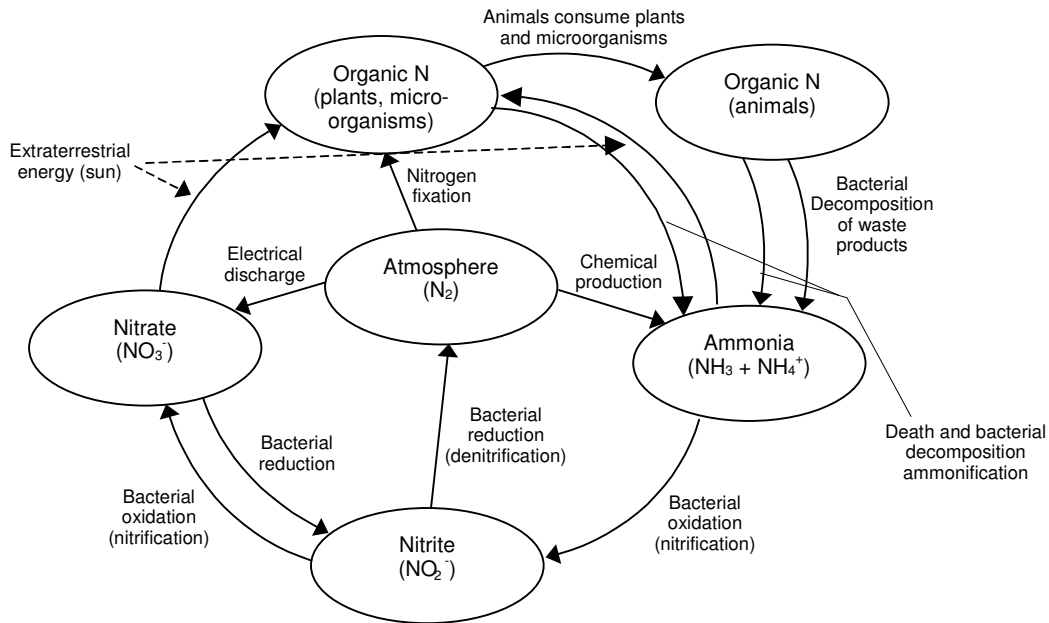 Animals consume plants
and microorganisms
Organic N
(plants, micro-
organisms)
Organic N
(animals)
Extraterrestrial
energy (sun)
Nitrogen
fixation
Bacterial
Decomposition
of waste
products
Electrical
discharge
Atmosphere
(N₂)
Chemical
production
Nitrate
(NO₃⁻)
Ammonia
(NH₃ + NH₄⁺)
Bacterial
reduction
Bacterial
reduction
(denitrification)
Death and bacterial
decomposition
ammonification
Bacterial
oxidation
(nitrification)
Bacterial
oxidation
(nitrification)
Nitrite
(NO₂⁻)